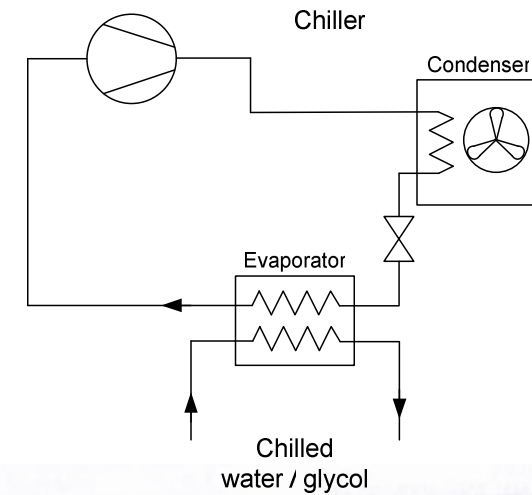 Chiller
Condenser
Evaporator
Chilled
water / glycol